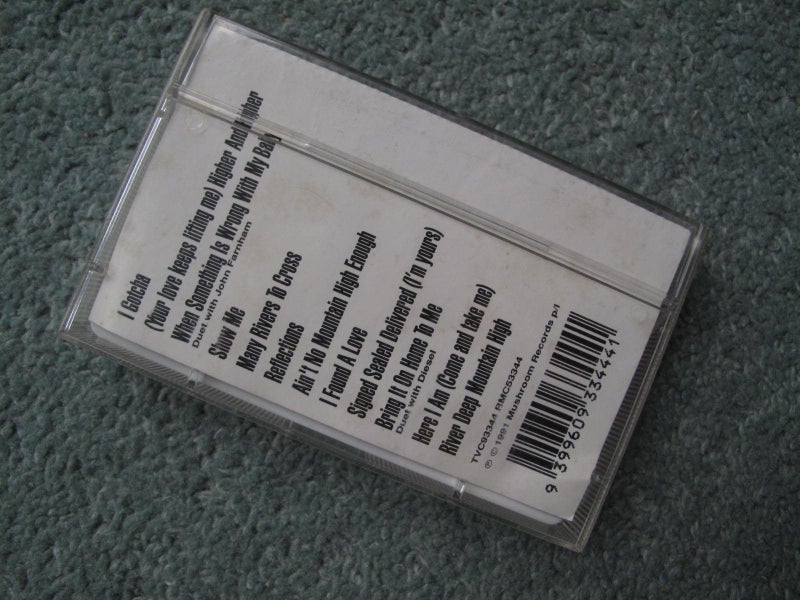 I Gotcha
(Your love keeps lifting me) Higher And Higher
When Something Is Wrong With My Baby
Duet with John Farnham
Show Me
Many Rivers To Cross
Reflections
Ain't No Mountain High Enough
I Found A Love
Signed Sealed Delivered (I'm yours)
Bring It On Home To Me
Duet with Diesel
Here I Am (Come and take me)
River Deep Mountain High
TVC93344 RMC53344
℗ © 1991 Mushroom Records p/l
9 399609 334441